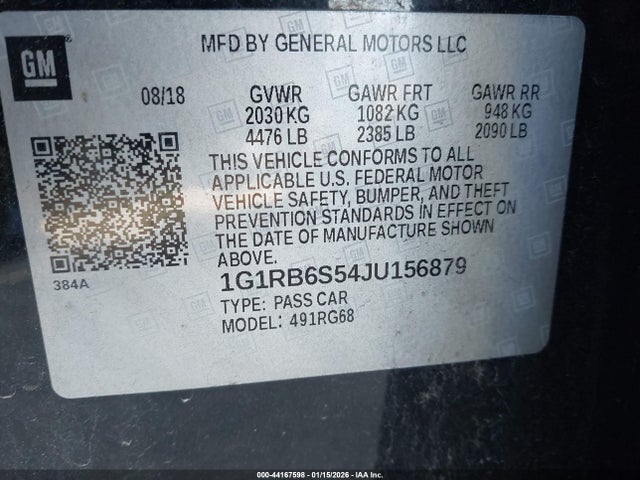 GM
MFD BY GENERAL MOTORS LLC
08/18 GVWR GAWR FRT GAWR RR
2030 KG 1082 KG 948 KG
4476 LB 2385 LB 2090 LB
THIS VEHICLE CONFORMS TO ALL
APPLICABLE U.S. FEDERAL MOTOR
VEHICLE SAFETY, BUMPER, AND THEFT
PREVENTION STANDARDS IN EFFECT ON
THE DATE OF MANUFACTURE SHOWN
ABOVE.
384A
1G1RB6S54JU156879
TYPE: PASS CAR
MODEL: 491RG68
000-44167598 - 01/15/2026 - IAA Inc.